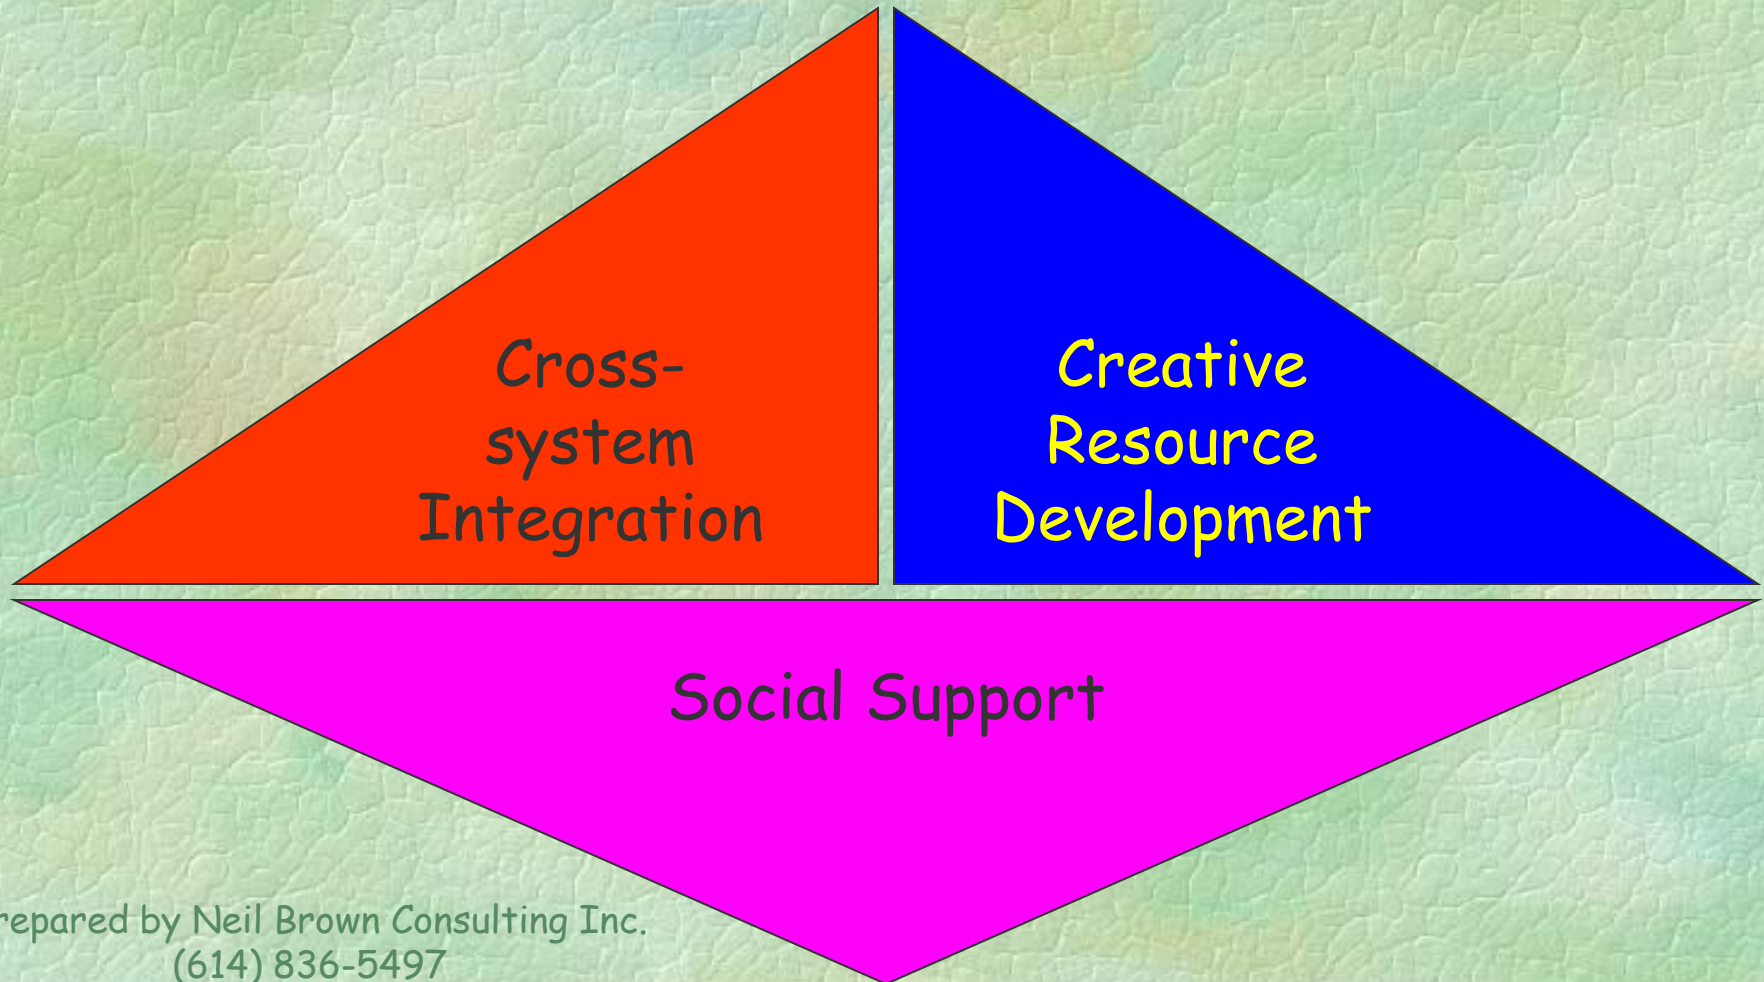 Cross-
system
Integration
Creative
Resource
Development
Social Support
repared by Neil Brown Consulting Inc.
(614) 836-5497